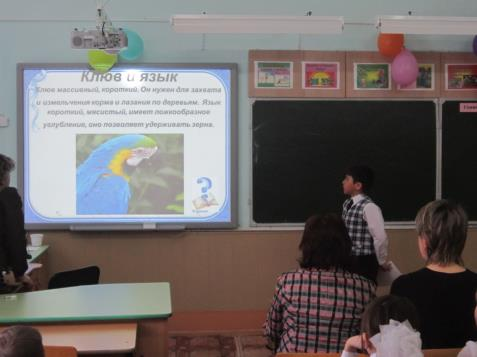 Клюв и язык
Клюв массивный, короткий. Он нужен для захвата
и измельчения корма и лазания по деревьям. Язык
короткий, мясистый, имеет ложкообразное
углубление, оно позволяет удерживать зерна.